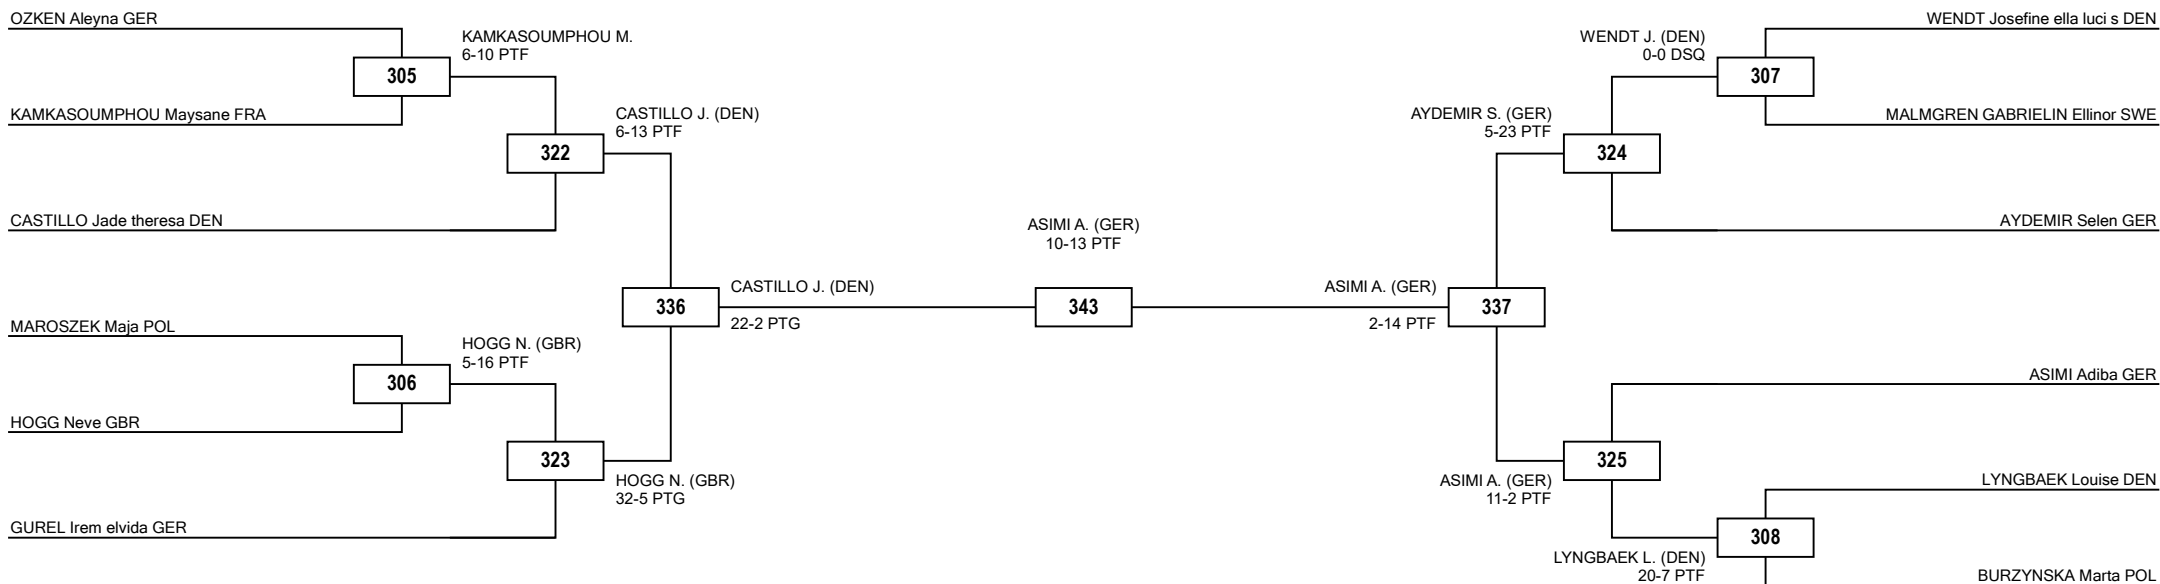 OZKEN Aleyna GER
KAMKASOUMPHOU M.
6-10 PTF
305
KAMKASOUMPHOU Maysane FRA
CASTILLO J. (DEN)
6-13 PTF
322
CASTILLO Jade theresa DEN
MAROSZEK Maja POL
HOGG N. (GBR)
5-16 PTF
306
HOGG Neve GBR
323
HOGG N. (GBR)
32-5 PTG
GUREL Irem elvida GER
336
CASTILLO J. (DEN)
22-2 PTG
ASIMI A. (GER)
10-13 PTF
343
ASIMI A. (GER)
2-14 PTF
337
WENDT Josefine ella luci s DEN
WENDT J. (DEN)
0-0 DSQ
307
MALMGREN GABRIELIN Ellinor SWE
AYDEMIR S. (GER)
5-23 PTF
324
AYDEMIR Selen GER
ASIMI Adiba GER
325
ASIMI A. (GER)
11-2 PTF
LYNGBAEK Louise DEN
308
LYNGBAEK L. (DEN)
20-7 PTF
BURZYNSKA Marta POL